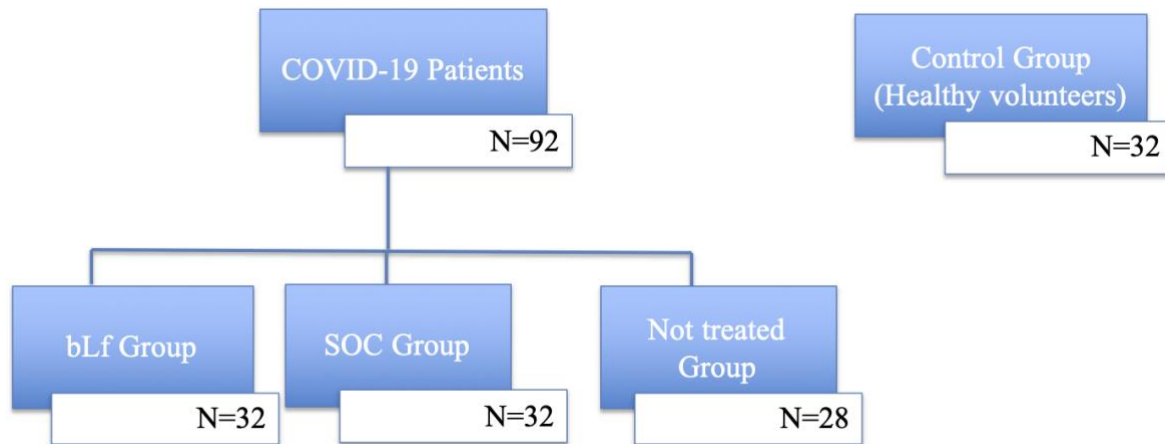 COVID-19 Patients
N=92
Control Group
(Healthy volunteers)
N=32
bLf Group
N=32
SOC Group
N=32
Not treated
Group
N=28